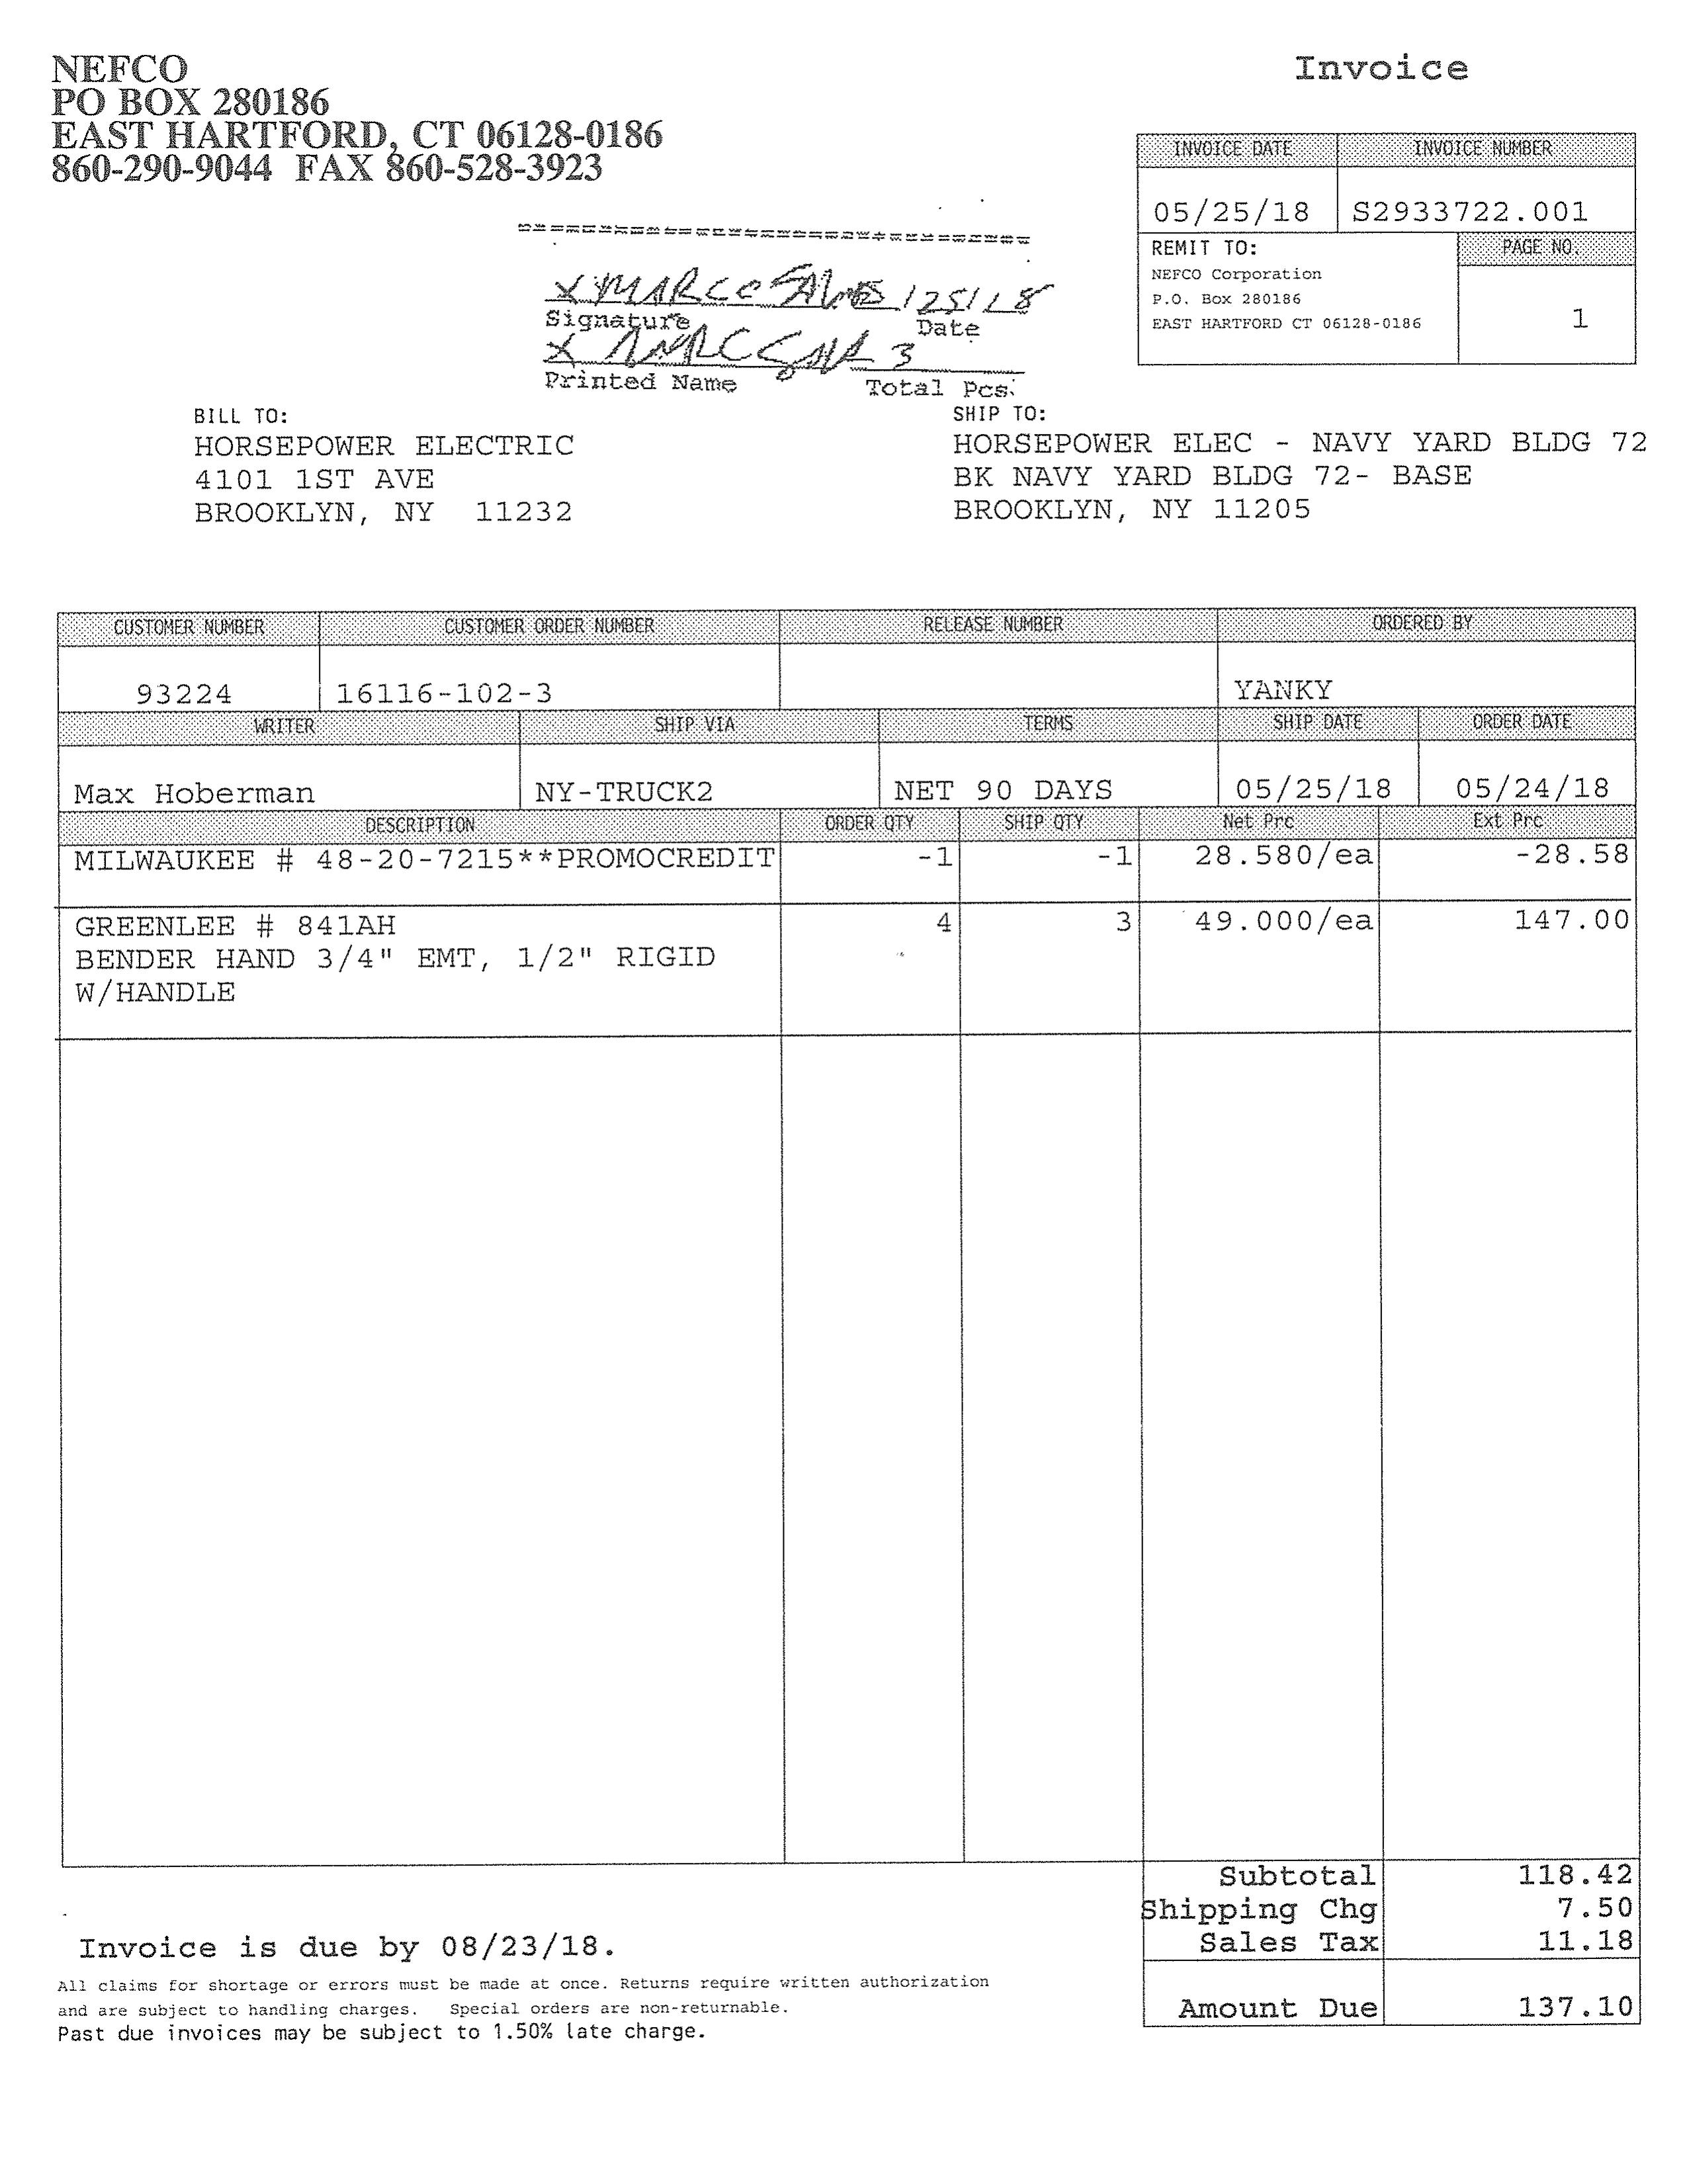 NEFCO
PO BOX 280186
EAST HARTFORD, CT 06128-0186
860-290-9044 FAX 860-528-3923
Invoice
INVOICE DATE INVOICE NUMBER
05/25/18 S2933722.001
REMIT TO: PAGE NO.
NEFCO Corporation
P.O. Box 280186
EAST HARTFORD CT 06128-0186
1
X MARCO
Signature Date
X 3
Printed Name Total Pcs.
BILL TO:
HORSEPOWER ELECTRIC
4101 1ST AVE
BROOKLYN, NY 11232
SHIP TO:
HORSEPOWER ELEC - NAVY YARD BLDG 72
BK NAVY YARD BLDG 72- BASE
BROOKLYN, NY 11205
CUSTOMER NUMBER CUSTOMER ORDER NUMBER RELEASE NUMBER ORDERED BY
93224 16116-102-3 YANKY
WRITER SHIP VIA TERMS SHIP DATE ORDER DATE
Max Hoberman NY-TRUCK2 NET 90 DAYS 05/25/18 05/24/18
DESCRIPTION ORDER QTY SHIP QTY Net Prc Ext Prc
MILWAUKEE # 48-20-7215**PROMOCREDIT -1 -1 28.580/ea -28.58
GREENLEE # 841AH 4 3 49.000/ea 147.00
BENDER HAND 3/4" EMT, 1/2" RIGID
W/HANDLE
Subtotal 118.42
Shipping Chg 7.50
Sales Tax 11.18
Amount Due 137.10
Invoice is due by 08/23/18.
All claims for shortage or errors must be made at once. Returns require written authorization
and are subject to handling charges. Special orders are non-returnable.
Past due invoices may be subject to 1.50% late charge.